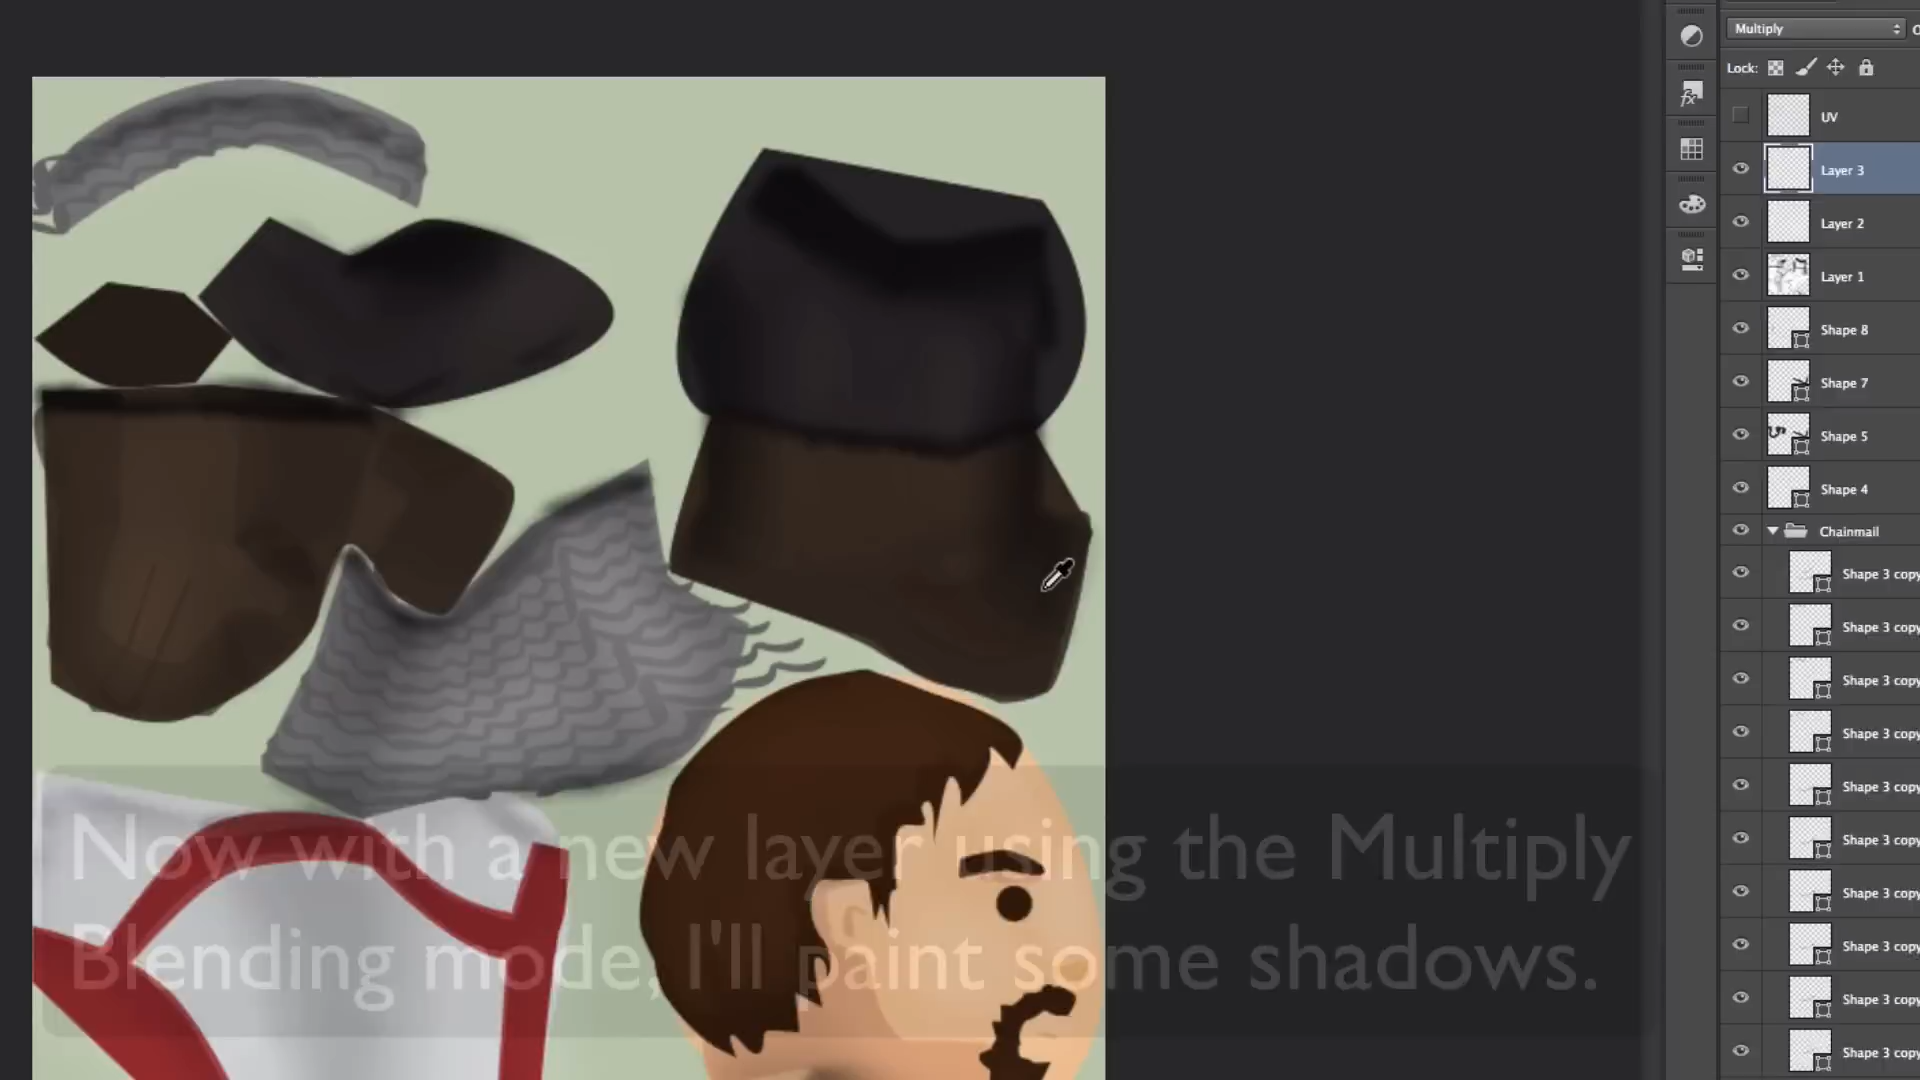 Multiply
Lock:
UV
Layer 3
Layer 2
Layer 1
Shape 8
Shape 7
Shape 5
Shape 4
Chainmail
Shape 3 copy
Shape 3 copy
Shape 3 copy
Shape 3 copy
Shape 3 copy
Shape 3 copy
Shape 3 copy
Shape 3 copy
Shape 3 copy
Shape 3 copy
Now with a new layer using the Multiply
Blending mode, I'll paint some shadows.